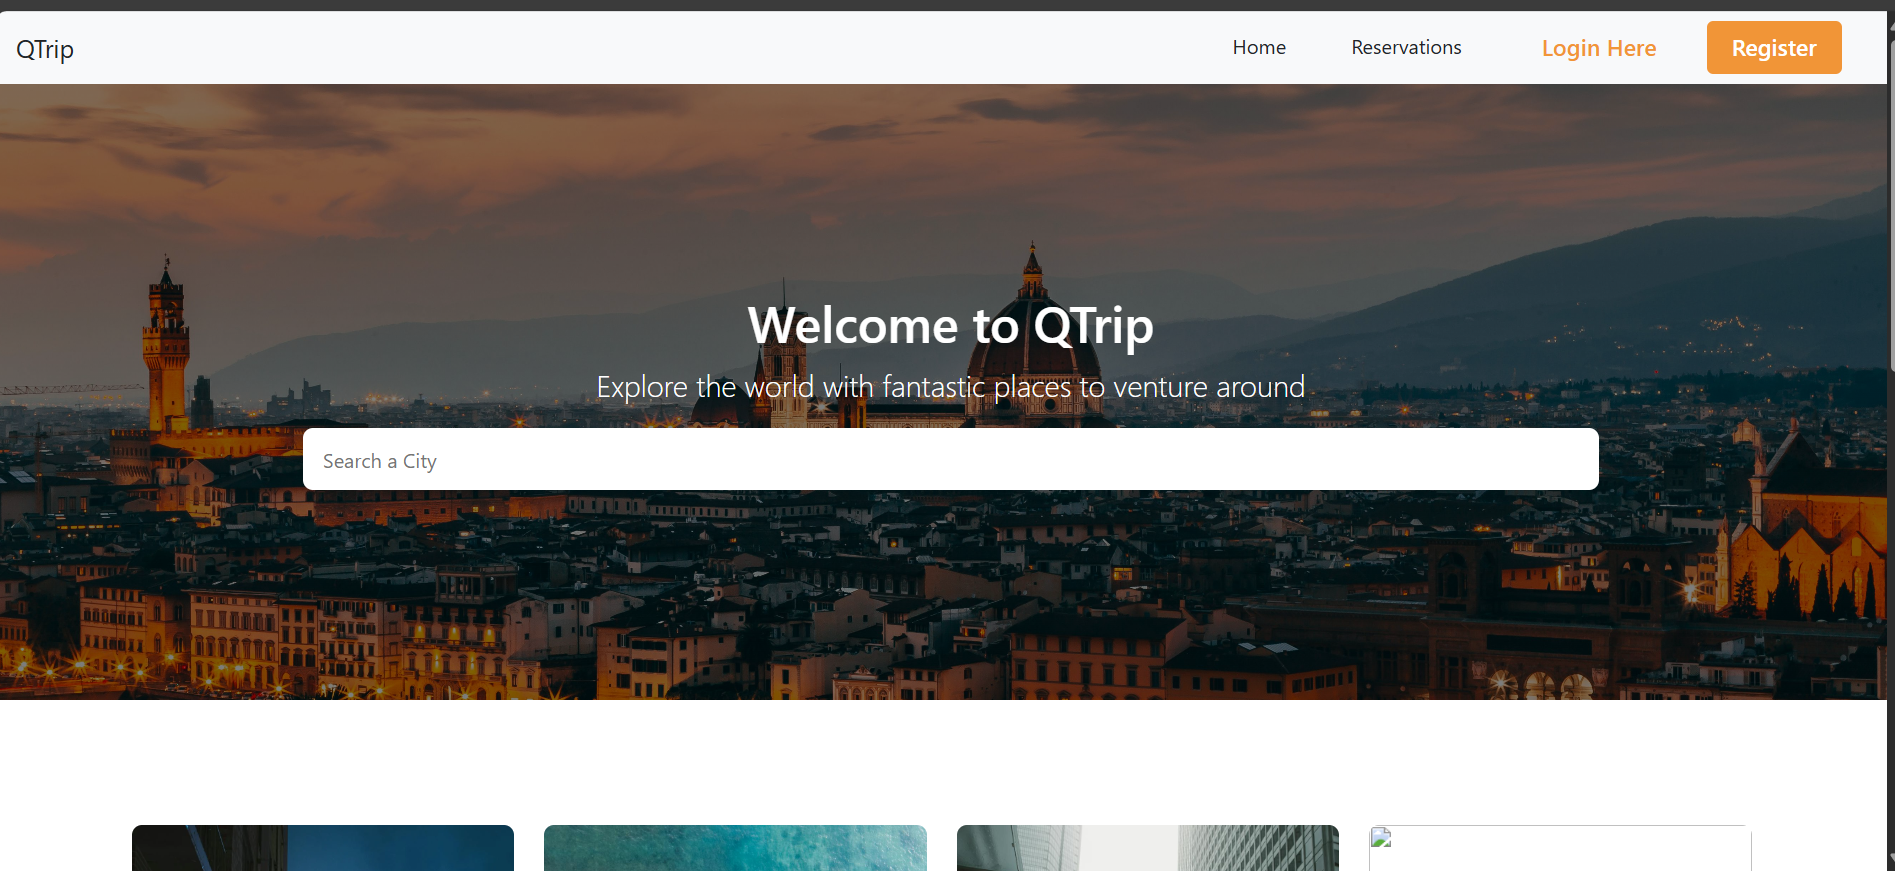 QTrip
Home
Reservations
Login Here
Register
Welcome to QTrip
Explore the world with fantastic places to venture around
Search a City